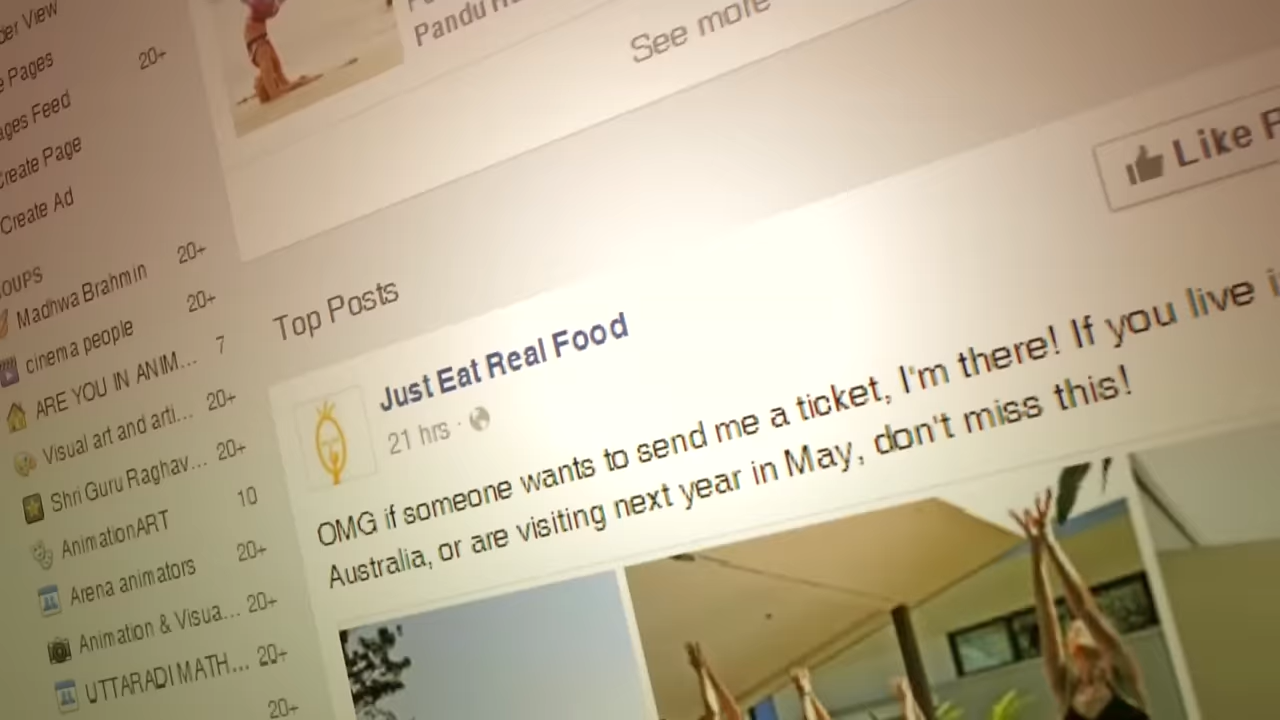 der View
Pages
20+
ages Feed
Create Page
Create Ad
OUPS
Madhwa Brahmin 20+
cinema people 20+
ARE YOU IN ANIM... 7
Visual art and arti... 20+
Shri Guru Raghav... 20+
AnimationART 10
Arena animators 20+
Animation & Visua... 20+
UTTARADI MATH... 20+
20+
Pandu
See more
Like
Top Posts
Just Eat Real Food
21 hrs ·
OMG if someone wants to send me a ticket, I'm there! If you live
Australia, or are visiting next year in May, don't miss this!